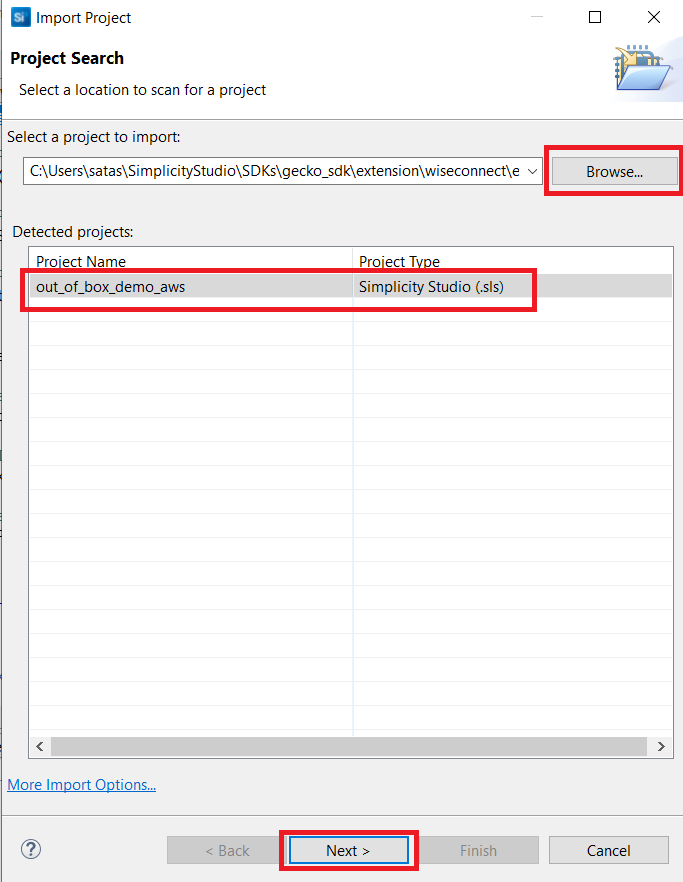 Si Import Project
Project Search
Select a location to scan for a project
Select a project to import:
C:\Users\satas\SimplicityStudio\SDKs\gecko_sdk\extension\wiseconnect\e
Browse...
Detected projects:
Project Name Project Type
out_of_box_demo_aws Simplicity Studio (.sls)
More Import Options...
? < Back Next > Finish Cancel